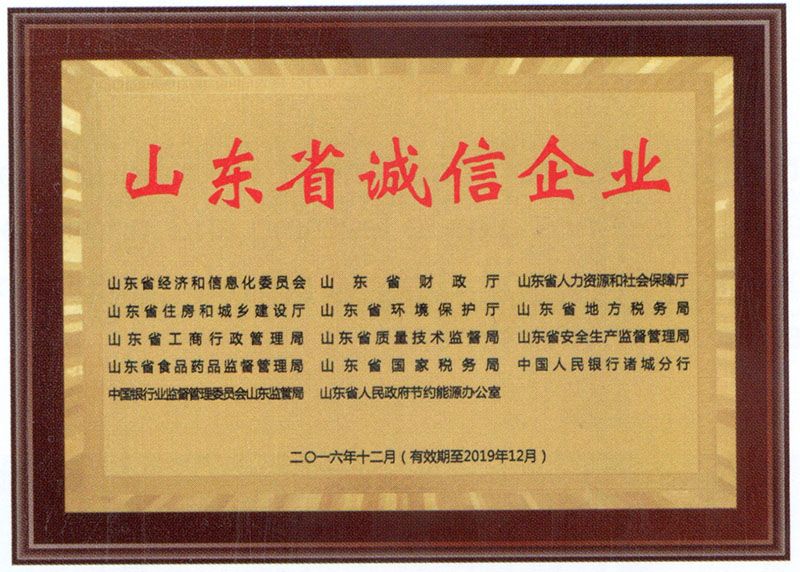 山东省诚信企业
山东省经济和信息化委员会 山东省财政厅 山东省人力资源和社会保障厅
山东省住房和城乡建设厅 山东省环境保护厅 山东省地方税务局
山东省工商行政管理局 山东省质量技术监督局 山东省安全生产监督管理局
山东省食品药品监督管理局 山东省国家税务局 中国人民银行诸城分行
中国银行业监督管理委员会山东监管局 山东省人民政府节约能源办公室
二〇一六年十二月（有效期至2019年12月）